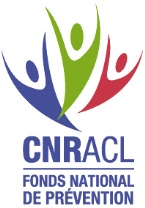 CNRACL
FONDS NATIONAL
DE PRÉVENTION